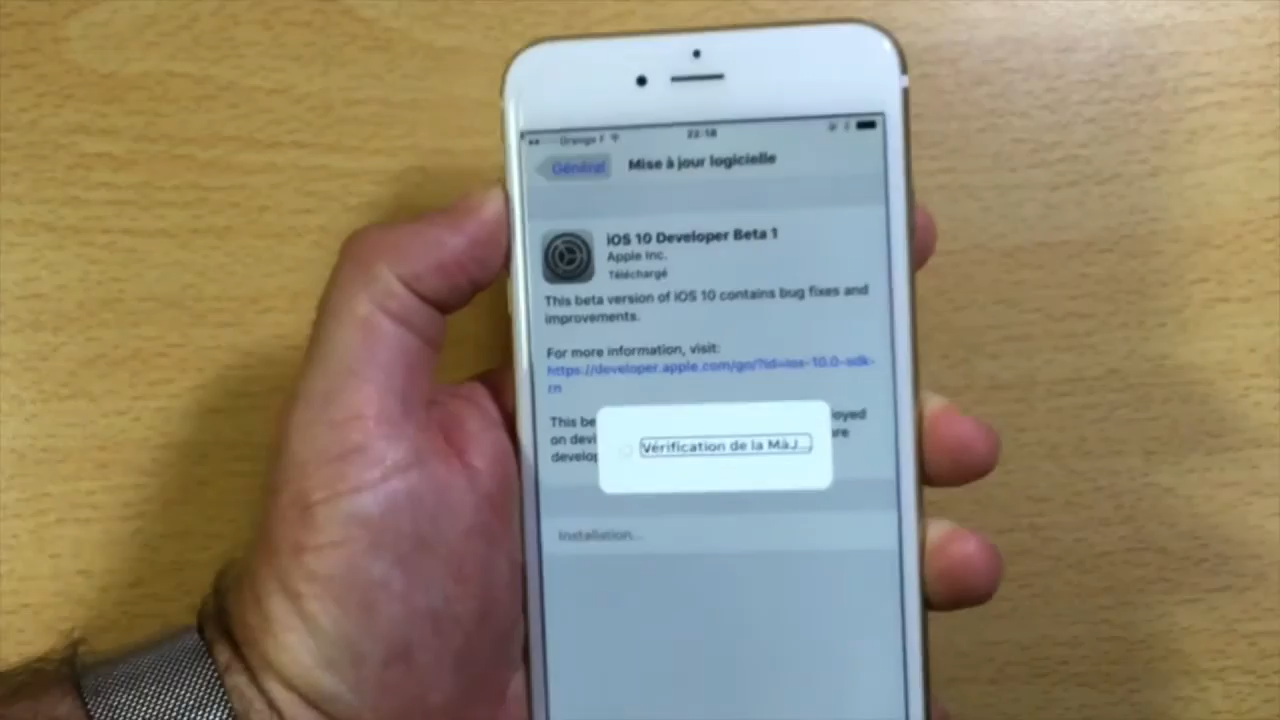 Orange F
22:18
Général
Mise à jour logicielle
iOS 10 Developer Beta 1
Apple Inc.
Téléchargé
This beta version of iOS 10 contains bug fixes and
improvements.
For more information, visit:
https://developer.apple.com/go/?id=ios-10.0-sdk-
rn
This be
oyed
on devi
are
develop
Vérification de la MàJ...
Installation...